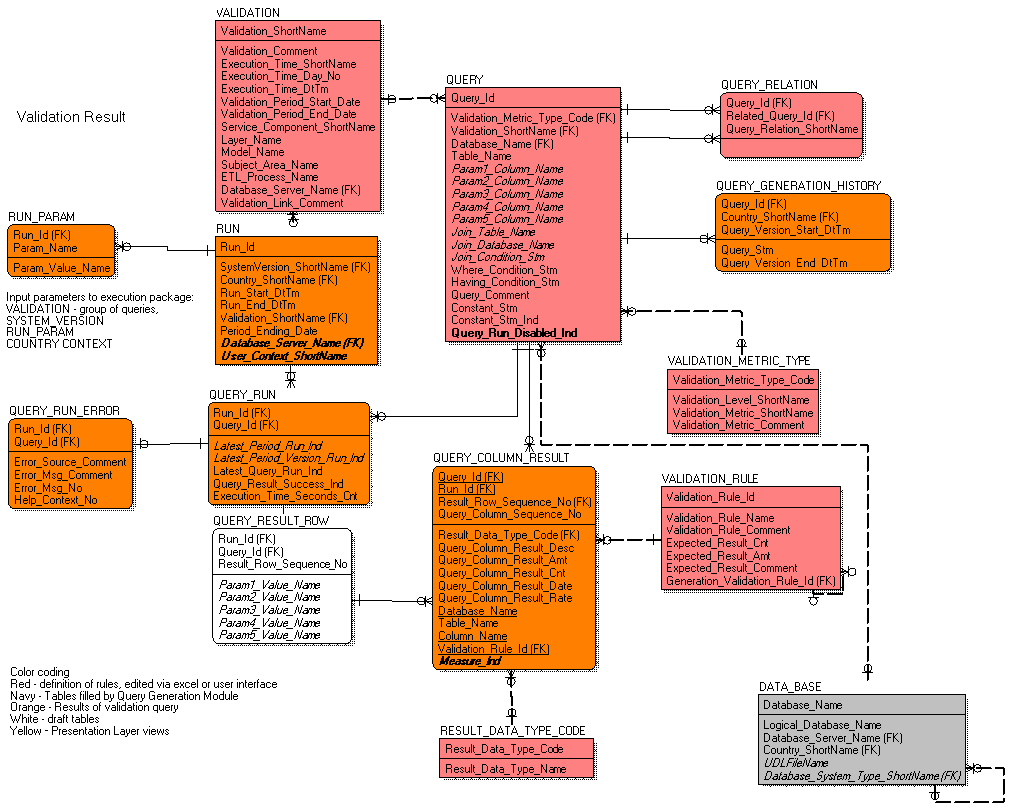 Validation Result
VALIDATION
Validation_ShortName
Validation_Comment
Execution_Time_ShortName
Execution_Time_Day_No
Execution_Time_DtTm
Validation_Period_Start_Date
Validation_Period_End_Date
Service_Component_ShortName
Layer_Name
Model_Name
Subject_Area_Name
ETL_Process_Name
Database_Server_Name (FK)
Validation_Link_Comment
QUERY
Query_Id
Validation_Metric_Type_Code (FK)
Validation_ShortName (FK)
Database_Name (FK)
Table_Name
Param1_Column_Name
Param2_Column_Name
Param3_Column_Name
Param4_Column_Name
Param5_Column_Name
Join_Table_Name
Join_Database_Name
Join_Condition_Stm
Where_Condition_Stm
Having_Condition_Stm
Query_Comment
Constant_Stm
Constant_Stm_Ind
Query_Run_Disabled_Ind
QUERY_RELATION
Query_Id (FK)
Related_Query_Id (FK)
Query_Relation_ShortName
QUERY_GENERATION_HISTORY
Query_Id (FK)
Country_ShortName (FK)
Query_Version_Start_DtTm
Query_Stm
Query_Version_End_DtTm
RUN_PARAM
Run_Id (FK)
Param_Name
Param_Value_Name
RUN
Run_Id
SystemVersion_ShortName (FK)
Country_ShortName (FK)
Run_Start_DtTm
Run_End_DtTm
Validation_ShortName (FK)
Period_Ending_Date
Database_Server_Name (FK)
User_Context_ShortName
Input parameters to execution package:
VALIDATION - group of queries,
SYSTEM_VERSION
RUN_PARAM
COUNTRY CONTEXT
VALIDATION_METRIC_TYPE
Validation_Metric_Type_Code
Validation_Level_ShortName
Validation_Metric_ShortName
Validation_Metric_Comment
QUERY_RUN_ERROR
Run_Id (FK)
Query_Id (FK)
Error_Source_Comment
Error_Msg_Comment
Error_Msg_No
Help_Context_No
QUERY_RUN
Run_Id (FK)
Query_Id (FK)
Latest_Period_Run_Ind
Latest_Period_Version_Run_Ind
Latest_Query_Run_Ind
Query_Result_Success_Ind
Execution_Time_Seconds_Cnt
QUERY_COLUMN_RESULT
Query_Id (FK)
Run_Id (FK)
Result_Row_Sequence_No (FK)
Query_Column_Sequence_No
Result_Data_Type_Code (FK)
Query_Column_Result_Desc
Query_Column_Result_Amt
Query_Column_Result_Cnt
Query_Column_Result_Date
Query_Column_Result_Rate
Database_Name
Table_Name
Column_Name
Validation_Rule_Id (FK)
Measure_Ind
VALIDATION_RULE
Validation_Rule_Id
Validation_Rule_Name
Validation_Rule_Comment
Expected_Result_Cnt
Expected_Result_Amt
Expected_Result_Comment
Generation_Validation_Rule_Id (FK)
QUERY_RESULT_ROW
Run_Id (FK)
Query_Id (FK)
Result_Row_Sequence_No
Param1_Value_Name
Param2_Value_Name
Param3_Value_Name
Param4_Value_Name
Param5_Value_Name
Color coding
Red - definition of rules, edited via excel or user interface
Navy - Tables filled by Query Generation Module
Orange - Results of validation query
White - draft tables
Yellow - Presentation Layer views
RESULT_DATA_TYPE_CODE
Result_Data_Type_Code
Result_Data_Type_Name
DATA_BASE
Database_Name
Logical_Database_Name
Database_Server_Name (FK)
Country_ShortName (FK)
UDLFileName
Database_System_Type_ShortName (FK)